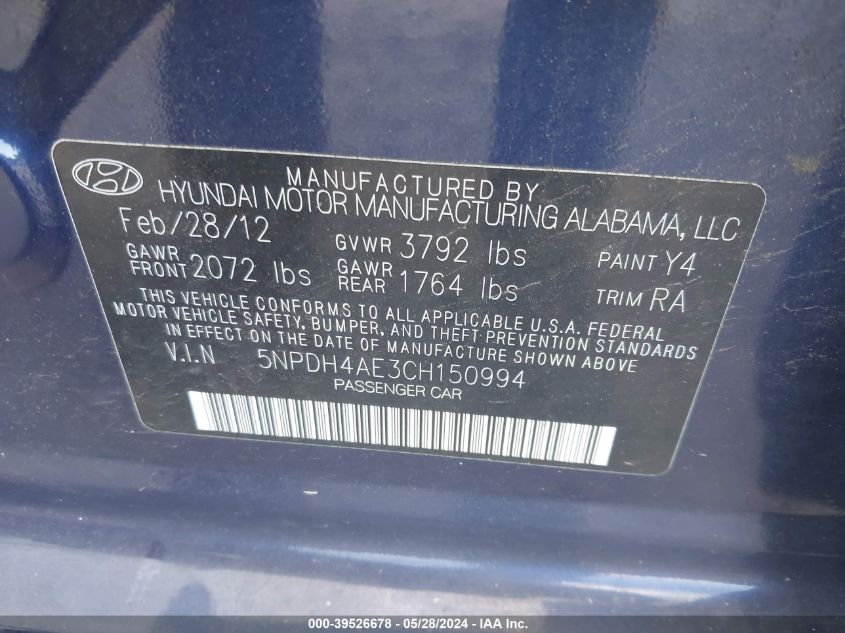 MANUFACTURED BY
HYUNDAI MOTOR MANUFACTURING ALABAMA, LLC
Feb/28/12 GVWR 3792 lbs PAINT Y4
GAWR FRONT 2072 lbs GAWR REAR 1764 lbs TRIM RA
THIS VEHICLE CONFORMS TO ALL APPLICABLE U.S.A. FEDERAL
MOTOR VEHICLE SAFETY, BUMPER, AND THEFT PREVENTION STANDARDS
IN EFFECT ON THE DATE OF MANUFACTURE SHOWN ABOVE.
V.I.N 5NPDH4AE3CH150994
PASSENGER CAR
000-39526678 - 05/28/2024 - IAA Inc.